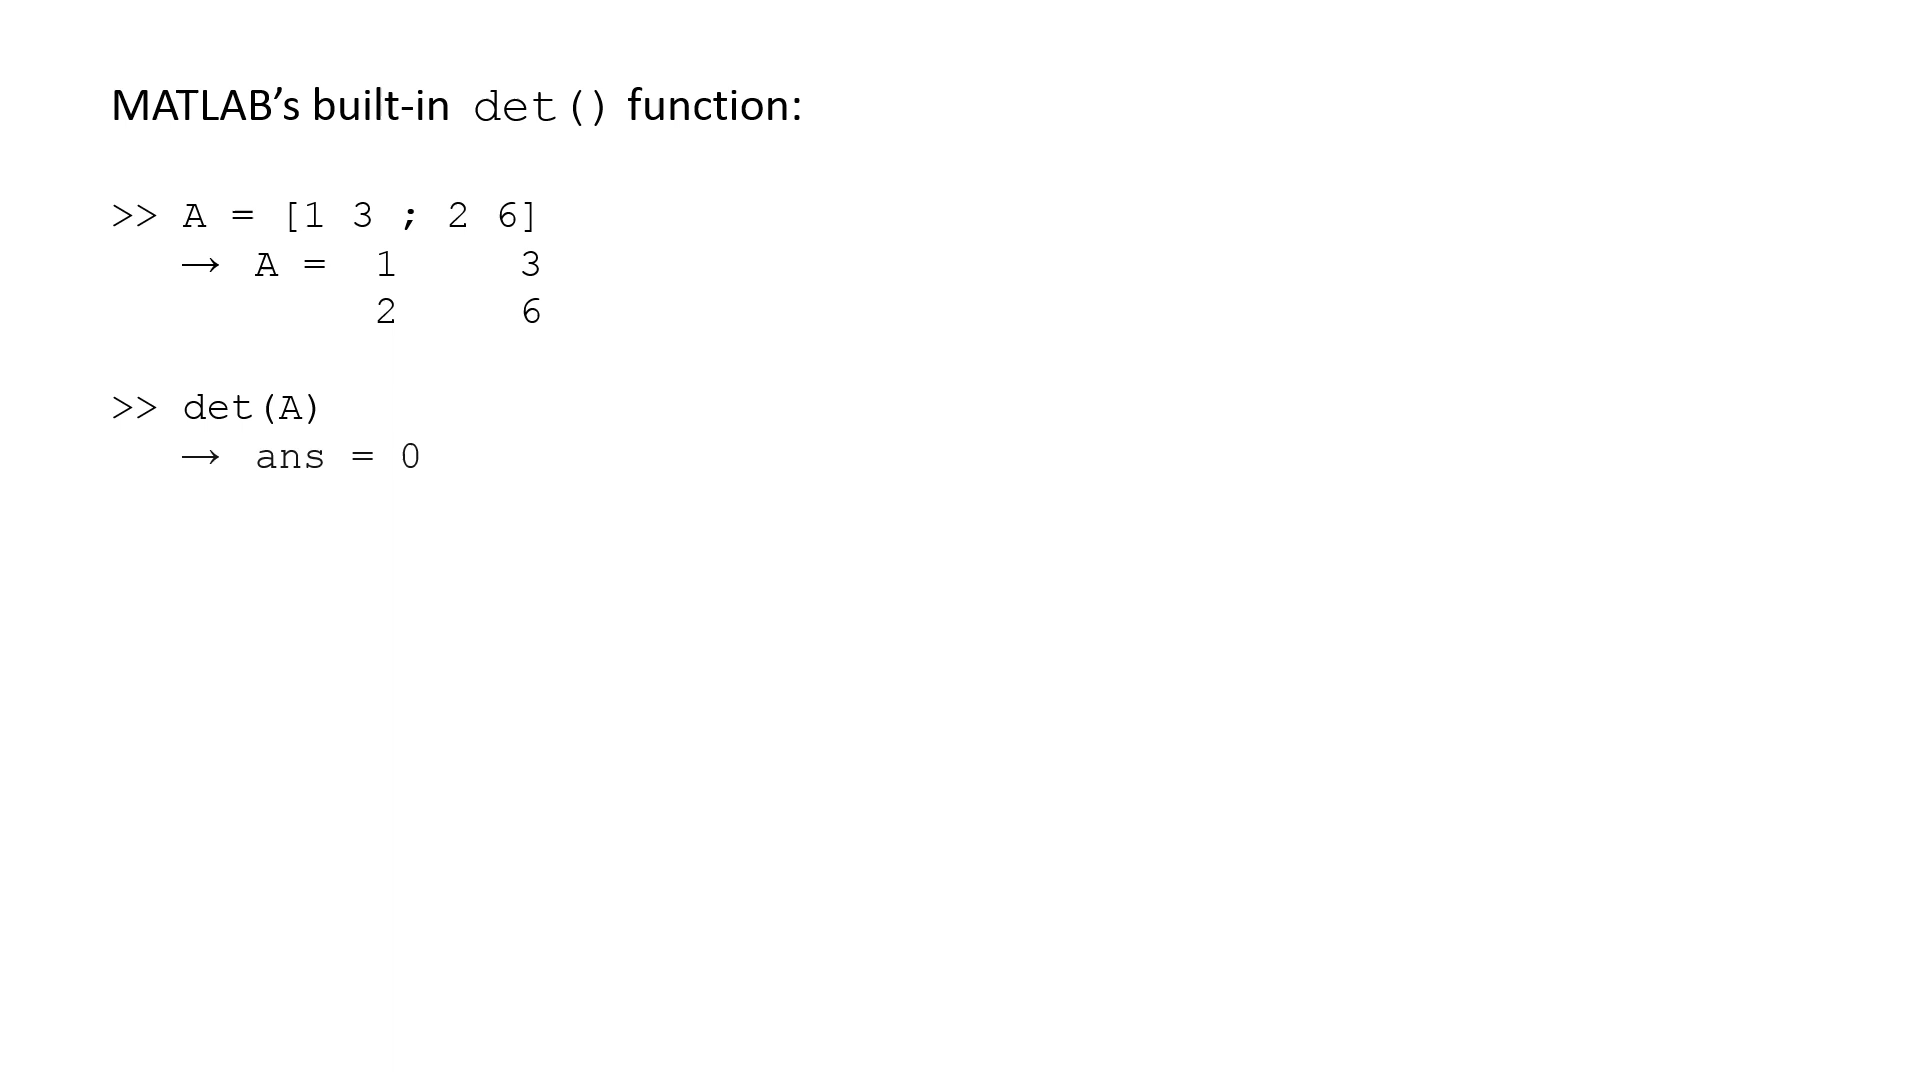 MATLAB’s built-in det() function:
>> A = [1 3 ; 2 6]
→ A = 1 3
2 6
>> det(A)
→ ans = 0